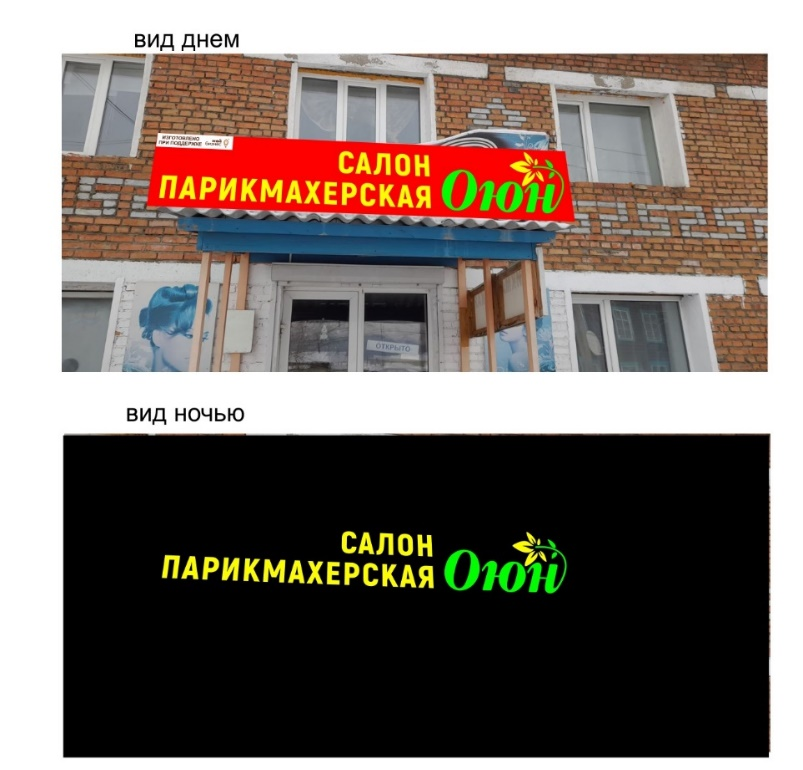 вид днем
ИЗГОТОВЛЕНО
ПРИ ПОДДЕРЖКЕ
САЛОН
ПАРИКМАХЕРСКАЯ Оюн
ОТКРЫТО
вид ночью
САЛОН
ПАРИКМАХЕРСКАЯ Оюн